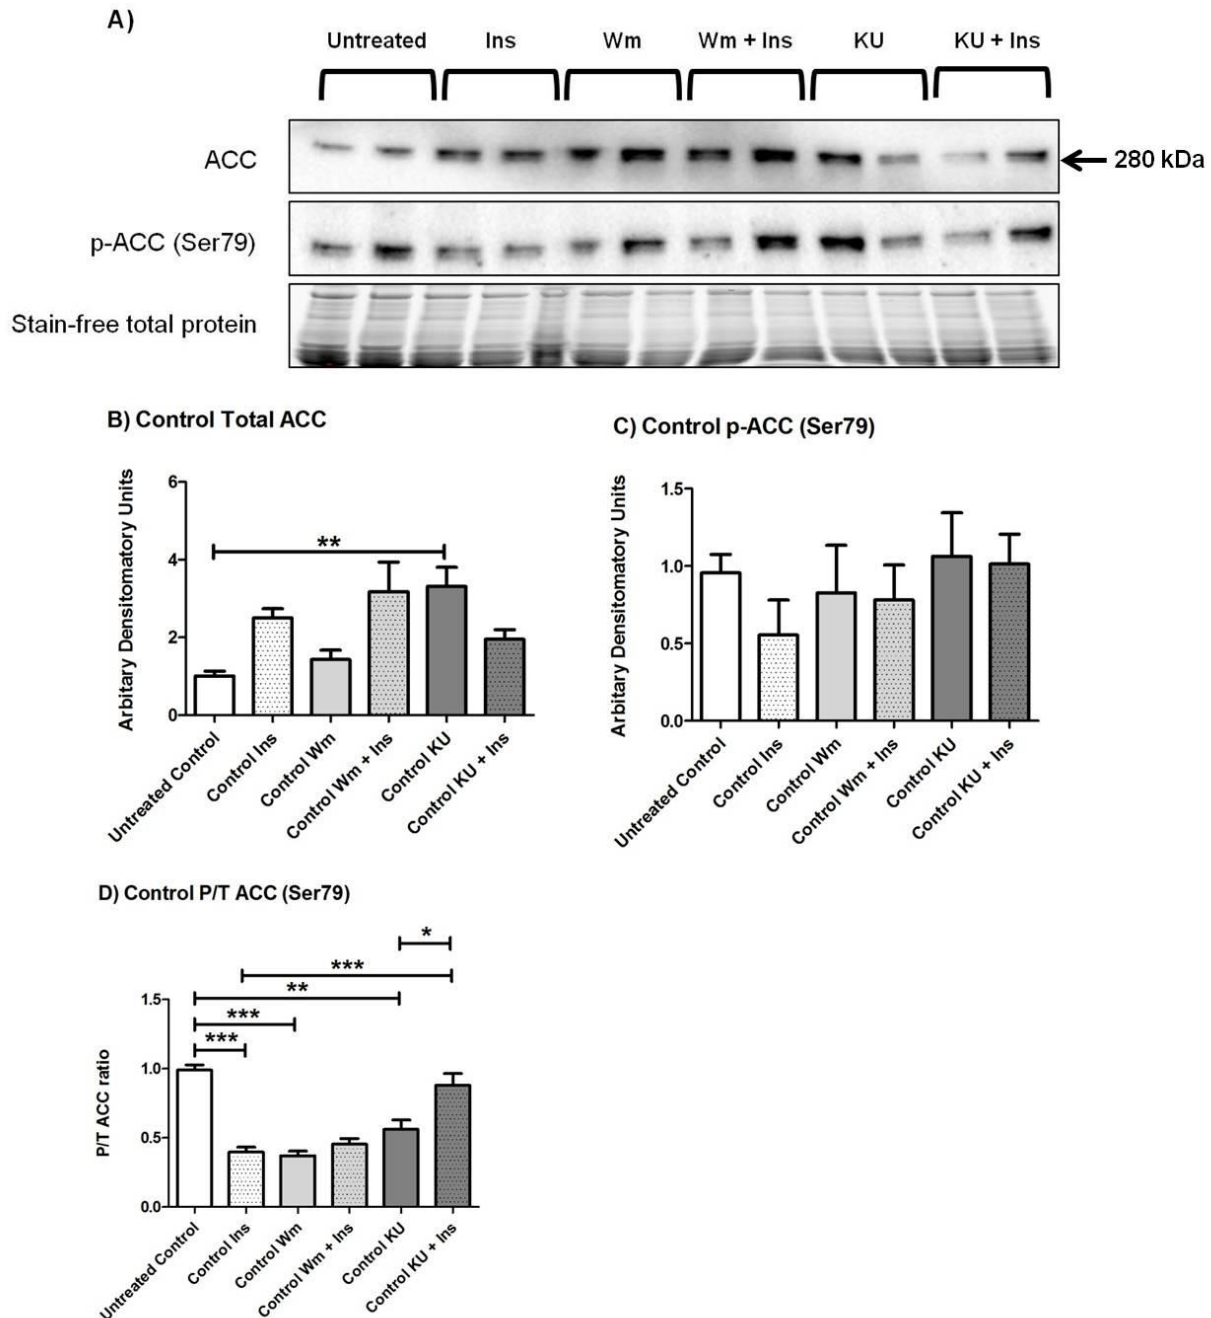 A)
Untreated Ins Wm Wm + Ins KU KU + Ins
ACC
280 kDa
p-ACC (Ser79)
Stain-free total protein
B) Control Total ACC
Arbitary Densitomatory Units
6
4
2
0
**
Untreated Control
Control Ins
Control Wm
Control Wm + Ins
Control KU
Control KU + Ins
C) Control p-ACC (Ser79)
Arbitary Densitomatory Units
1.5
1.0
0.5
0.0
Untreated Control
Control Ins
Control Wm
Control Wm + Ins
Control KU
Control KU + Ins
D) Control P/T ACC (Ser79)
*
***
**
***
***
P/T ACC ratio
1.5
1.0
0.5
0.0
Untreated Control
Control Ins
Control Wm
Control Wm + Ins
Control KU
Control KU + Ins